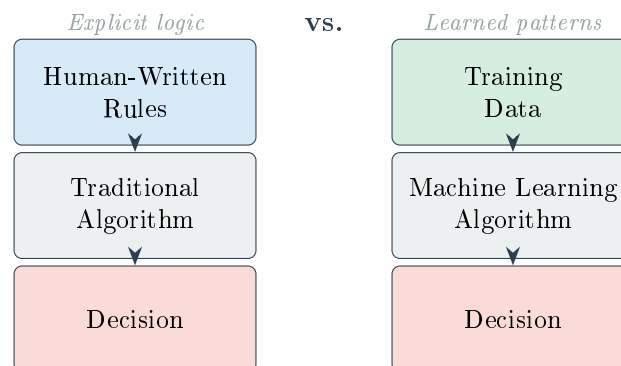 Explicit logic
vs.
Learned patterns
Human-Written
Rules
Traditional
Algorithm
Decision
Training
Data
Machine Learning
Algorithm
Decision